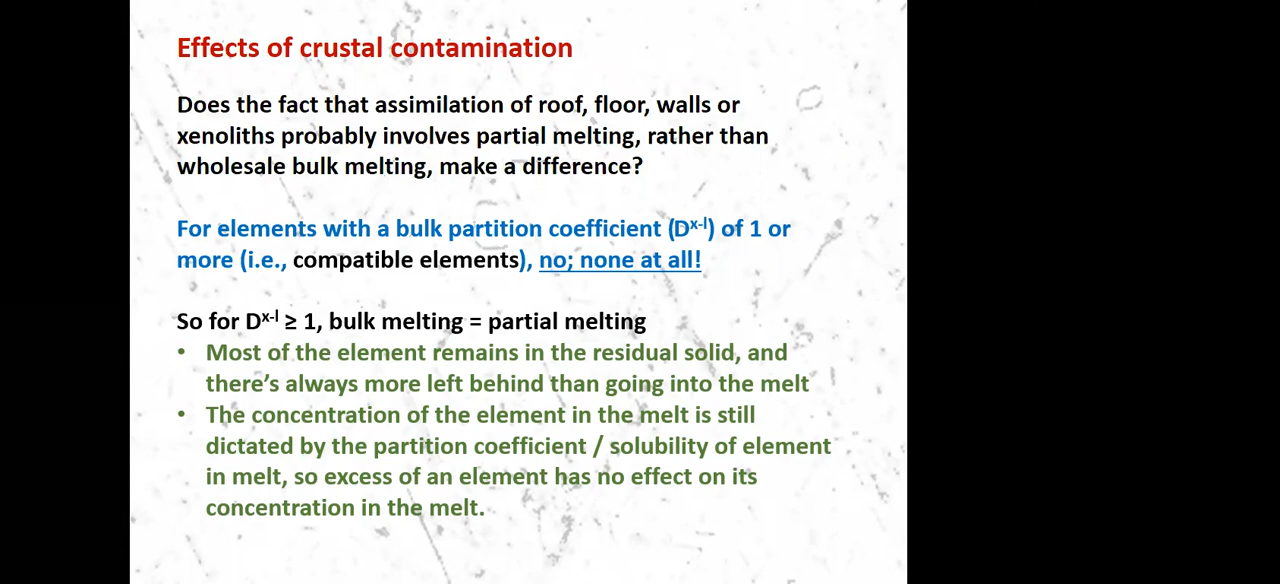 Effects of crustal contamination
Does the fact that assimilation of roof, floor, walls or
xenoliths probably involves partial melting, rather than
wholesale bulk melting, make a difference?
For elements with a bulk partition coefficient (Dˣ⁻ˡ) of 1 or
more (i.e., compatible elements), no; none at all!
So for Dˣ⁻ˡ ≥ 1, bulk melting = partial melting
• Most of the element remains in the residual solid, and
there’s always more left behind than going into the melt
• The concentration of the element in the melt is still
dictated by the partition coefficient / solubility of element
in melt, so excess of an element has no effect on its
concentration in the melt.